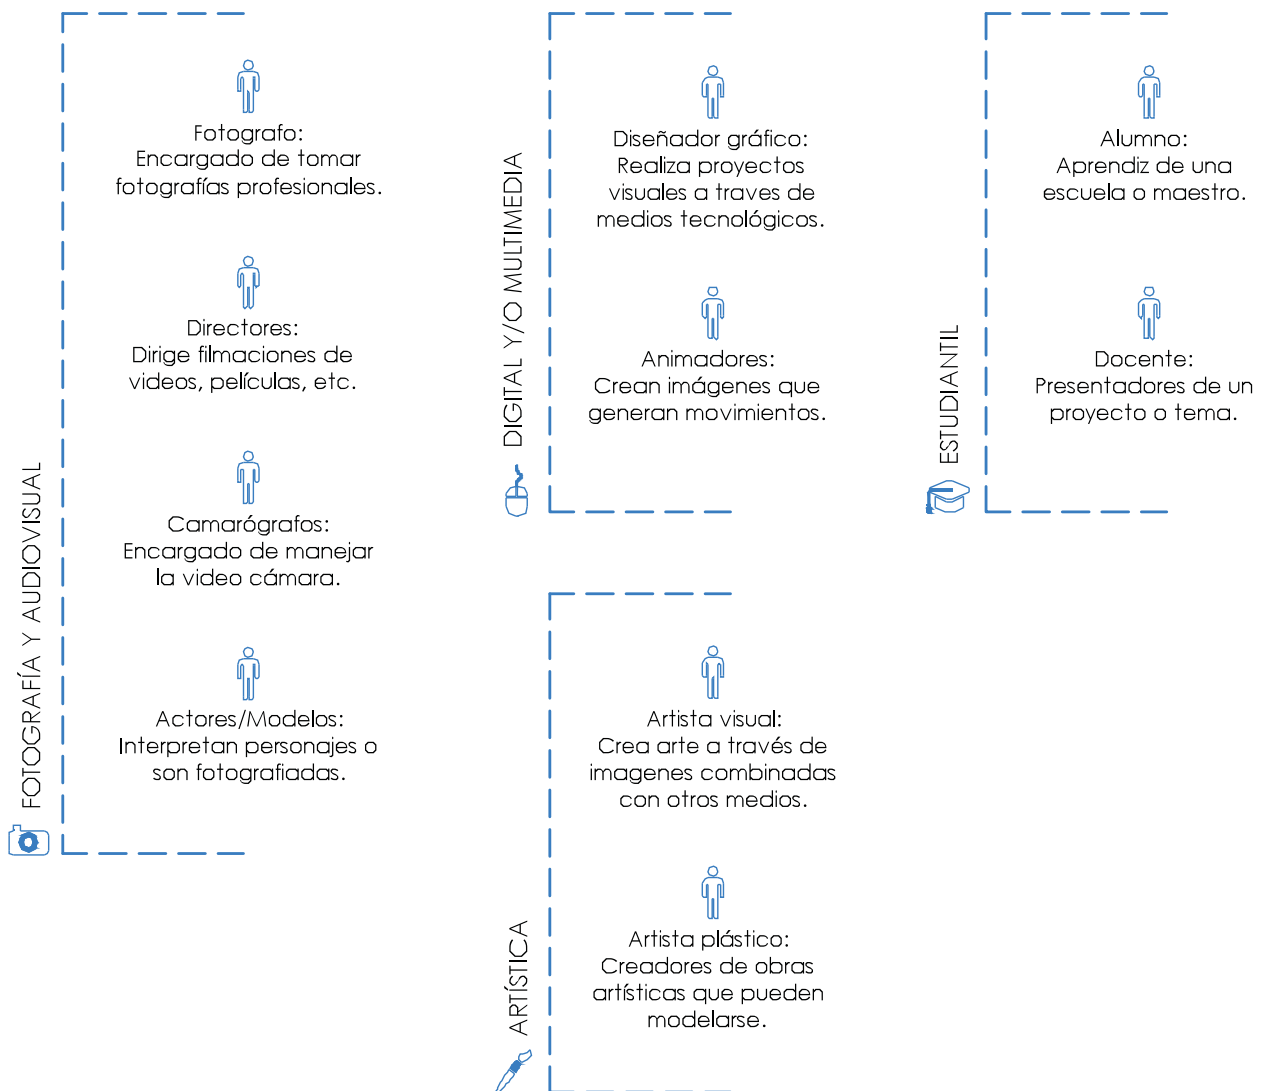 FOTOGRAFÍA Y AUDIOVISUAL
Fotografo:
Encargado de tomar
fotografías profesionales.
Directores:
Dirige filmaciones de
videos, películas, etc.
Camarógrafos:
Encargado de manejar
la video cámara.
Actores/Modelos:
Interpretan personajes o
son fotografiadas.
DIGITAL Y/O MULTIMEDIA
Diseñador gráfico:
Realiza proyectos
visuales a traves de
medios tecnológicos.
Animadores:
Crean imágenes que
generan movimientos.
ARTÍSTICA
Artista visual:
Crea arte a través de
imagenes combinadas
con otros medios.
Artista plástico:
Creadores de obras
artísticas que pueden
modelarse.
ESTUDIANTIL
Alumno:
Aprendiz de una
escuela o maestro.
Docente:
Presentadores de un
proyecto o tema.